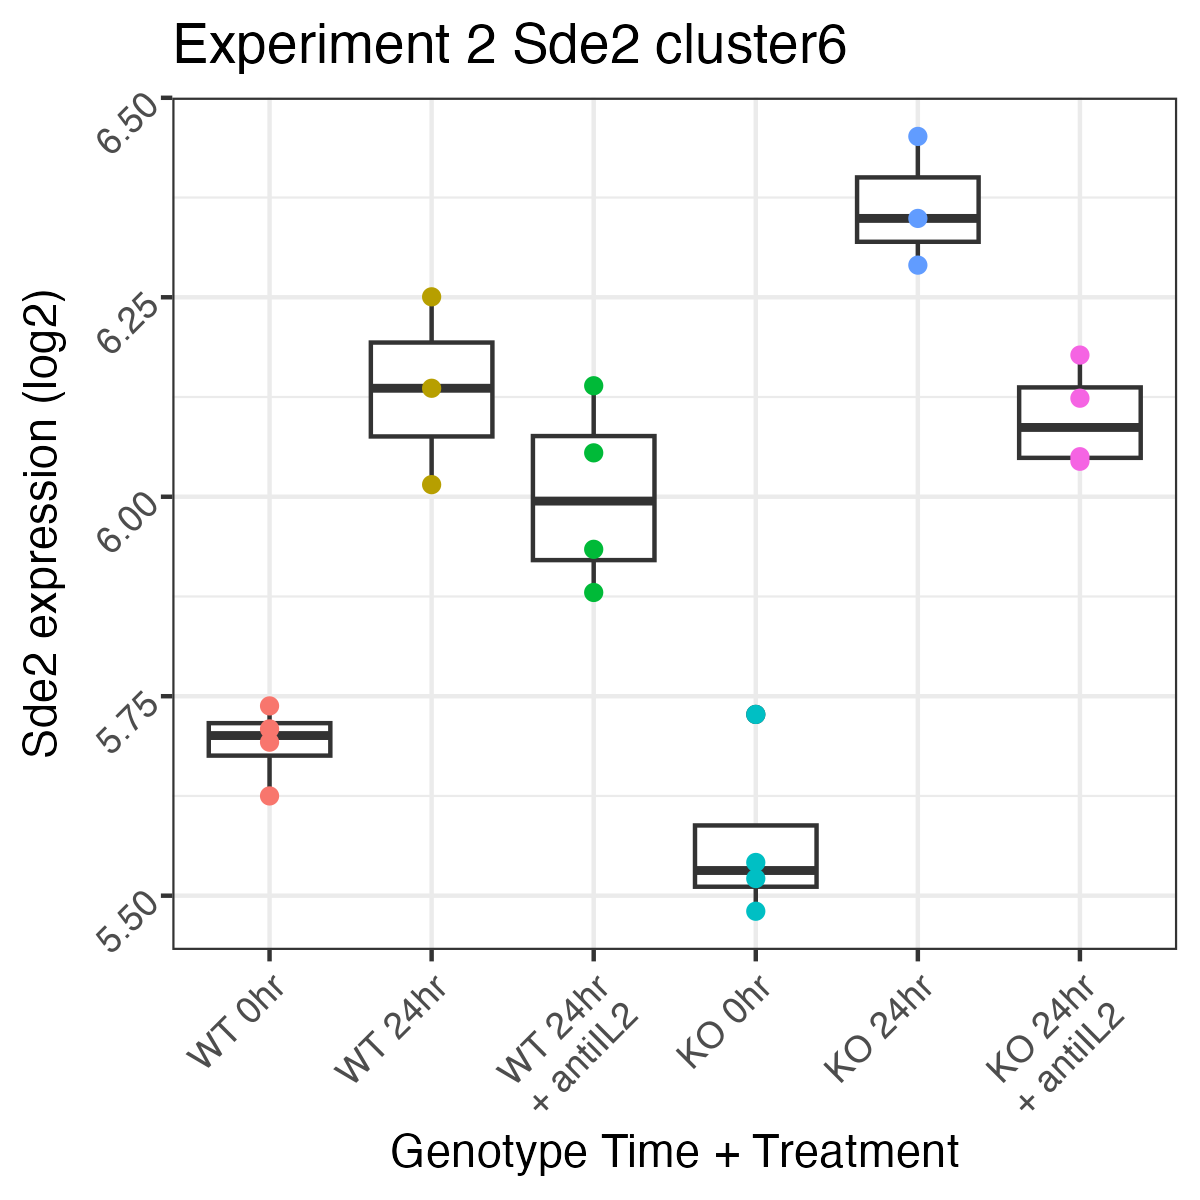 Experiment 2 Sde2 cluster6
Sde2 expression (log2)
6.50
6.25
6.00
5.75
5.50
WT 0hr
WT 24hr
WT 24hr
+ antiIL2
KO 0hr
KO 24hr
KO 24hr
+ antiIL2
Genotype Time + Treatment